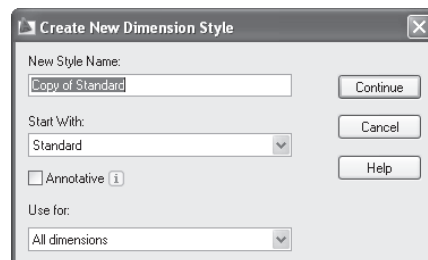 Create New Dimension Style
New Style Name:
Copy of Standard
Continue
Start With:
Cancel
Standard
Help
Annotative
Use for:
All dimensions